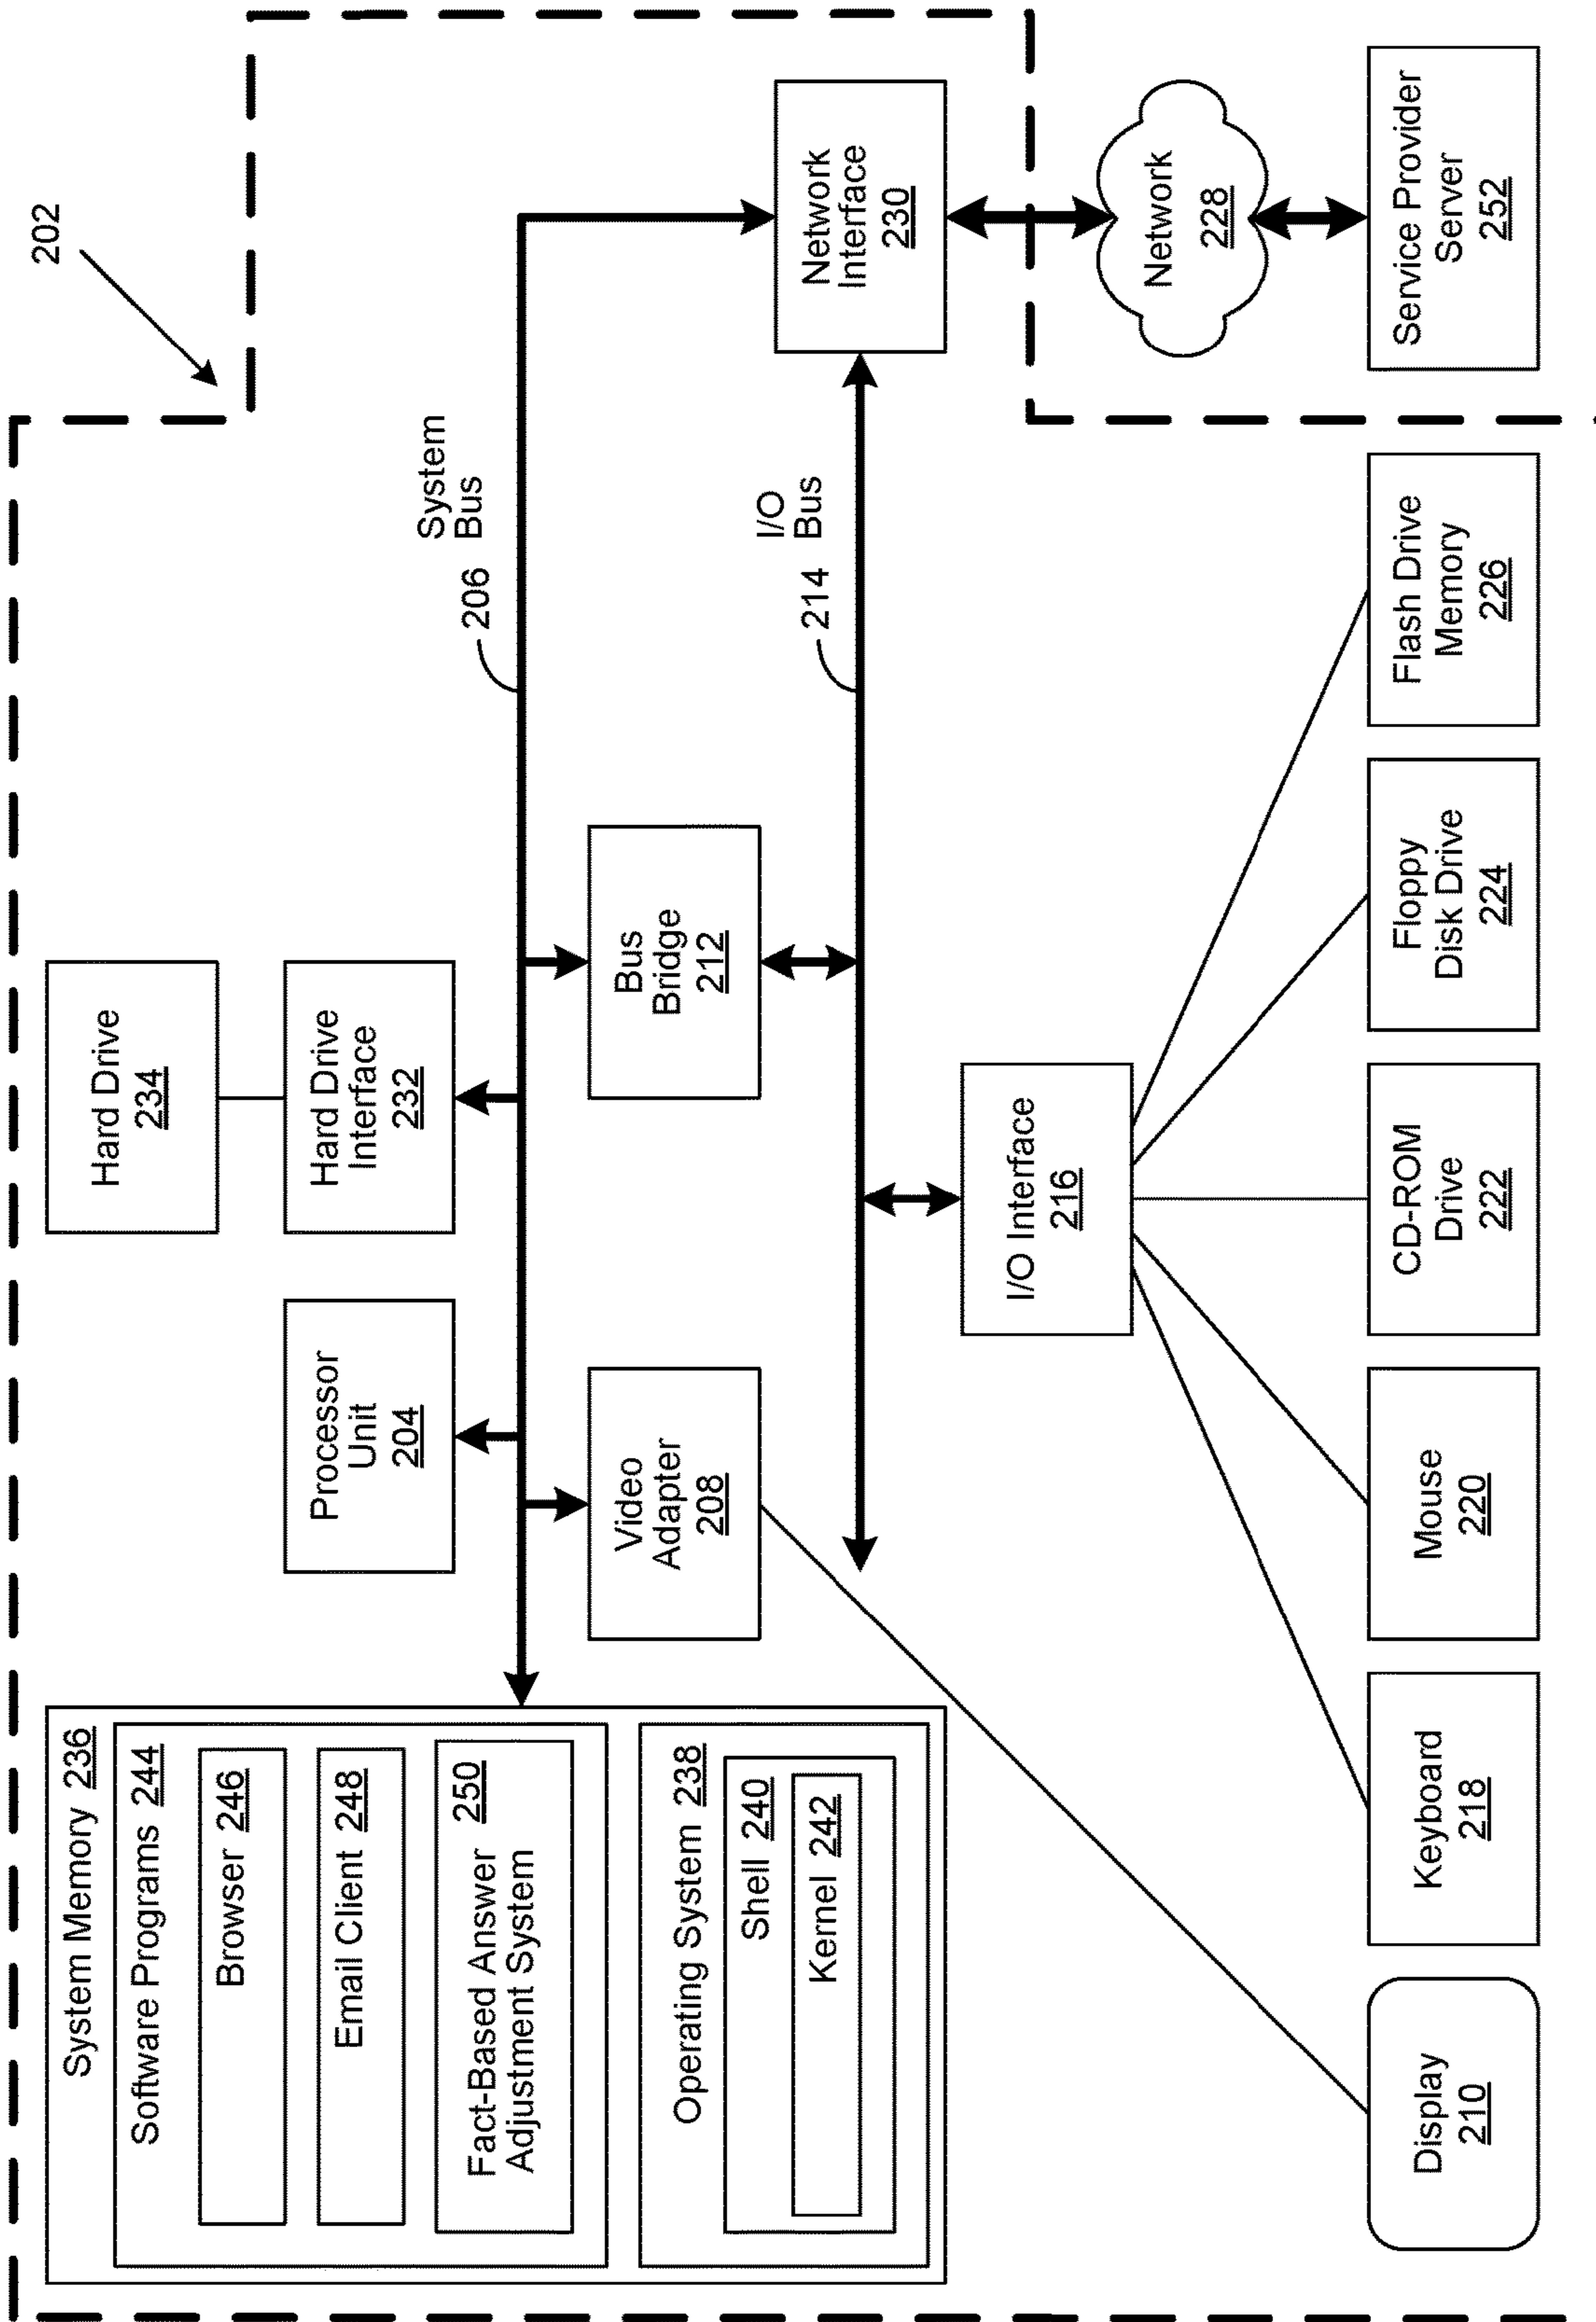 202
System Memory 236
Software Programs 244
Browser 246
Email Client 248
Fact-Based Answer 250
Adjustment System
Operating System 238
Shell 240
Kernel 242
Processor
Unit
204
Hard Drive
234
Hard Drive
Interface
232
System
206 Bus
Video
Adapter
208
Bus
Bridge
212
I/O
214 Bus
Network
Interface
230
I/O Interface
216
Network
228
Display
210
Keyboard
218
Mouse
220
CD-ROM
Drive
222
Floppy
Disk Drive
224
Flash Drive
Memory
226
Service Provider
Server
252